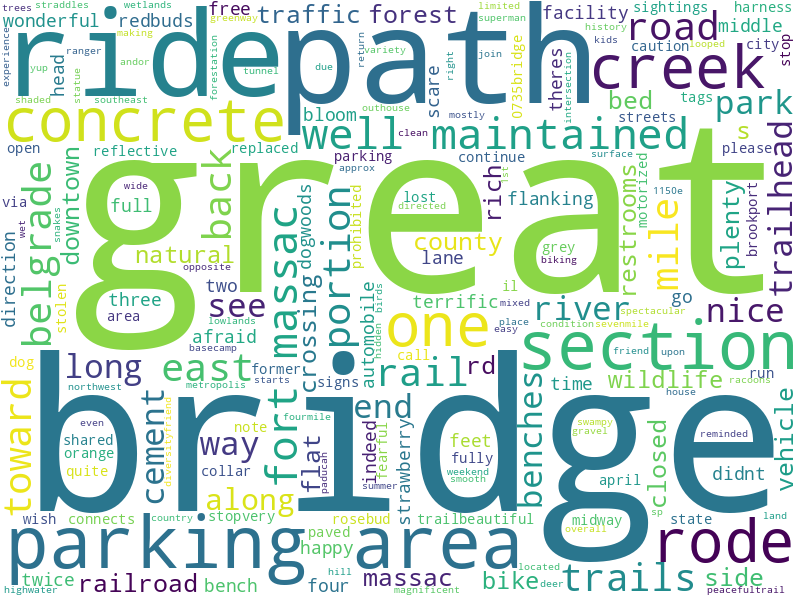 trees straddles wetlands
wonderful redbuds traffic free forest facility sightings harness
greenway limited superman
experience yup andor ranger making statue history kids
ride path creek road middle
head due return variety join looped stop
shaded southeast forestation tunnel right scare theres caution city
concrete bloom outhouse mostly 0735bridge intersection bed tags park
well maintained clean streets s please
open reflective replaced parking continue surface
belgrade downtown back wide approx lost directed rich flanking restrooms motorized 1150e plenty brookport trailhead
great
via full crossing dogwoods portion prohibited jst mile
wet snakes natural opposite county lane grey biking
direction stolen three two massac terrific il mixed river go nice
area see automobile hidden birds place easy spectacular
lowlands afraid condition sevenmile
basecamp call one section
long east former rail rd friend upon run
dog northwest metropolis starts signs time wildlife house racoons
bridge
toward even cement fort flat fourmile end benches swampy gravel reminded vehicle
shared note way paducah indeed fearful strawberry feet closed didnt
orange diversityfriend collar fully april
quite along summer weekend smooth sp
wish connects country stopvery rosebud trailbeautiful midway state land
overall
parking area paved happy rode
twice hill located
highwater railroad bench four massac bike deer trails side
magnificent peacefultrail